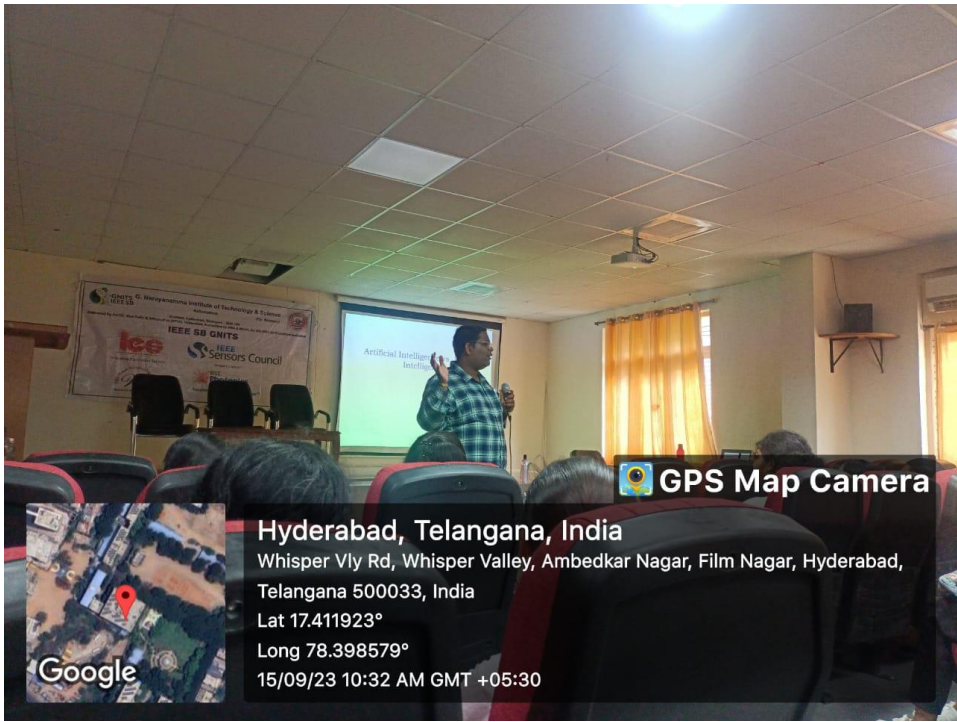 GNITS
IEEE SB
G. Narayanamma Institute of Technology & Science
IEEE SB GNITS
IEEE
Sensors Council
Artificial Intelligence
GPS Map Camera
Hyderabad, Telangana, India
Whisper Vly Rd, Whisper Valley, Ambedkar Nagar, Film Nagar, Hyderabad,
Telangana 500033, India
Lat 17.411923°
Long 78.398579°
15/09/23 10:32 AM GMT +05:30
Google